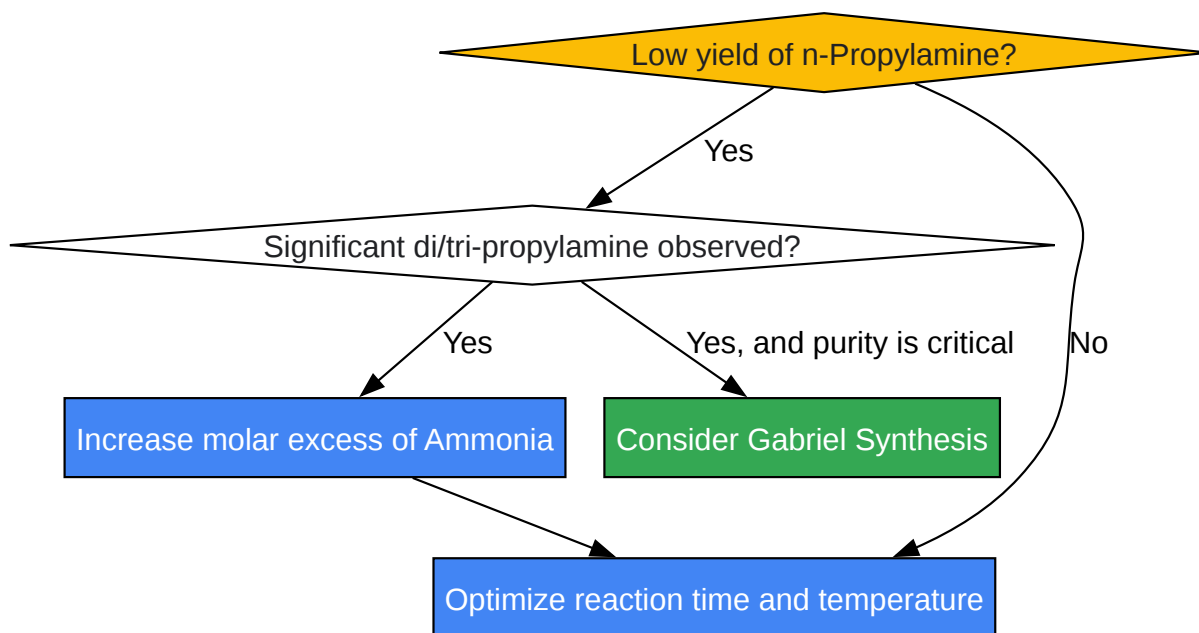 Low yield of n-Propylamine?
Yes
Significant di/tri-propylamine observed?
Yes
Yes, and purity is critical
No
Increase molar excess of Ammonia
Consider Gabriel Synthesis
Optimize reaction time and temperature